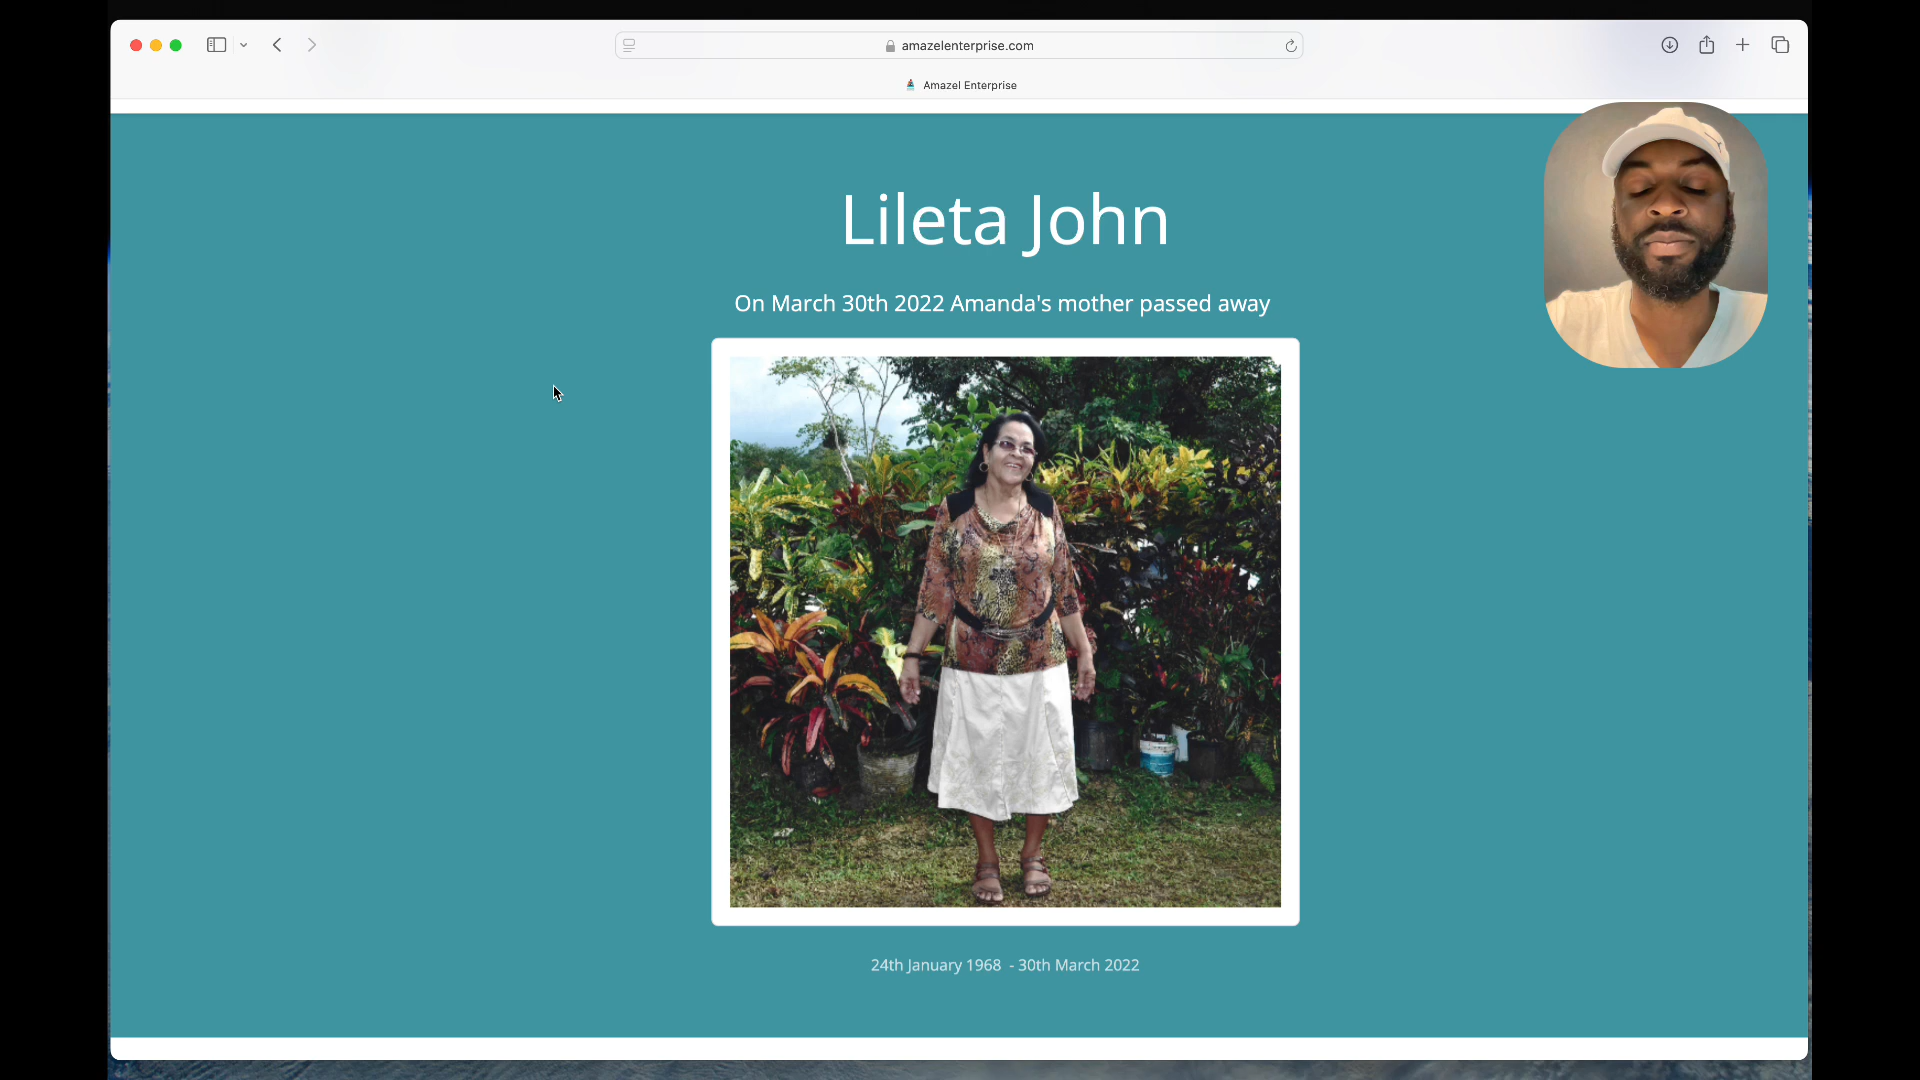 amazelenterprise.com
Amazel Enterprise
Lileta John
On March 30th 2022 Amanda's mother passed away
24th January 1968 - 30th March 2022